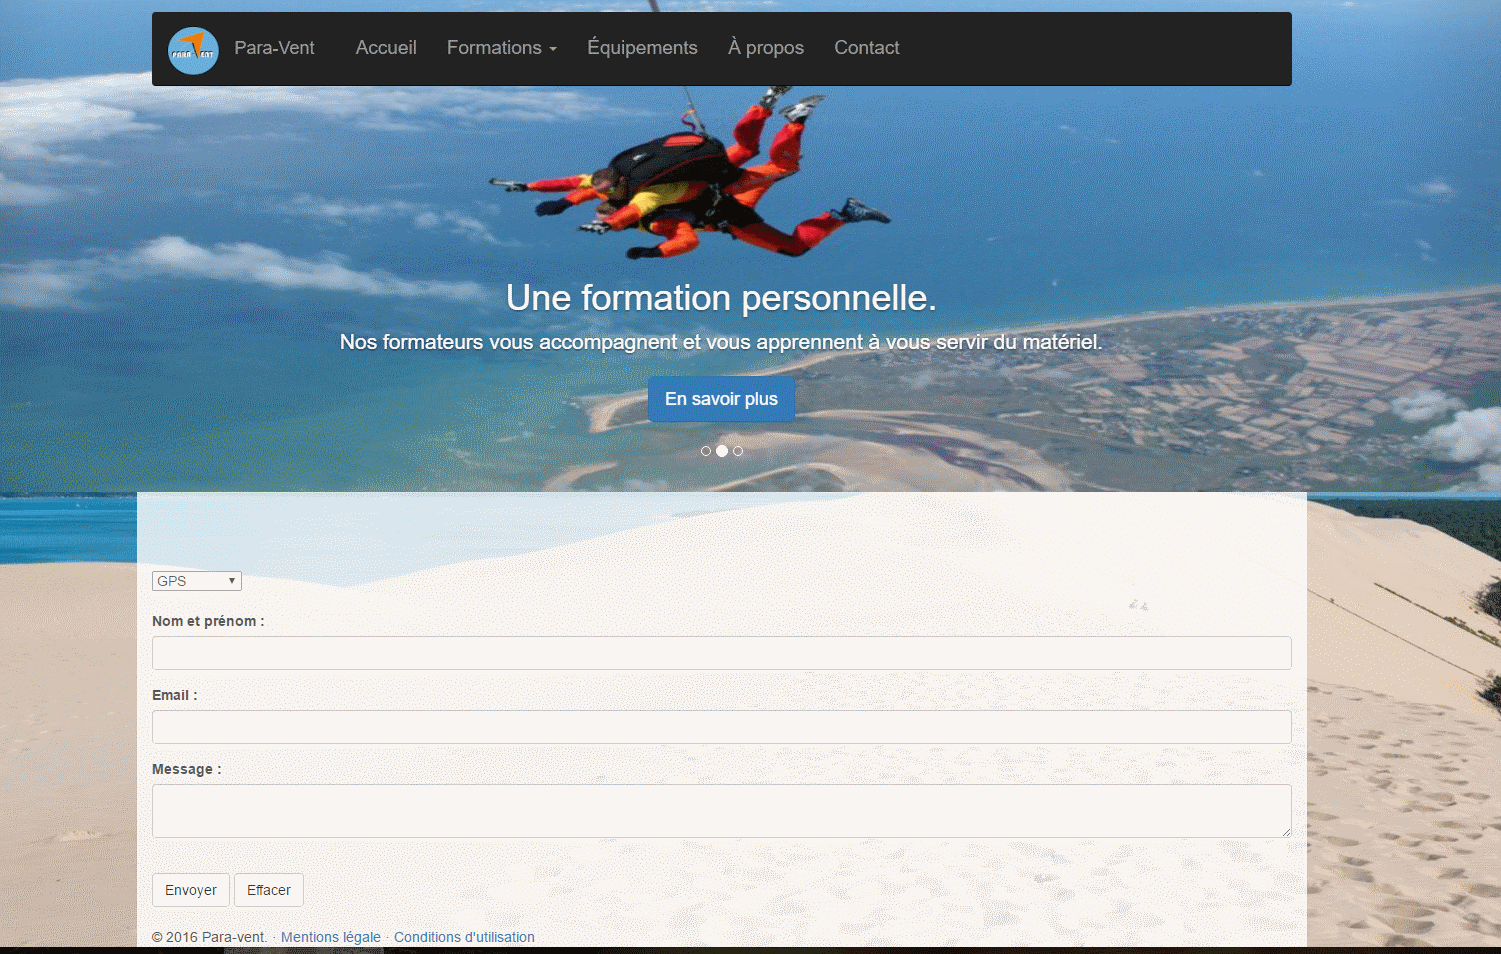 PARA VENT
Para-Vent Accueil Formations Équipements À propos Contact
Une formation personnelle.
Nos formateurs vous accompagnent et vous apprennent à vous servir du matériel.
En savoir plus
GPS
Nom et prénom :
Email :
Message :
Envoyer Effacer
© 2016 Para-vent. · Mentions légale · Conditions d'utilisation